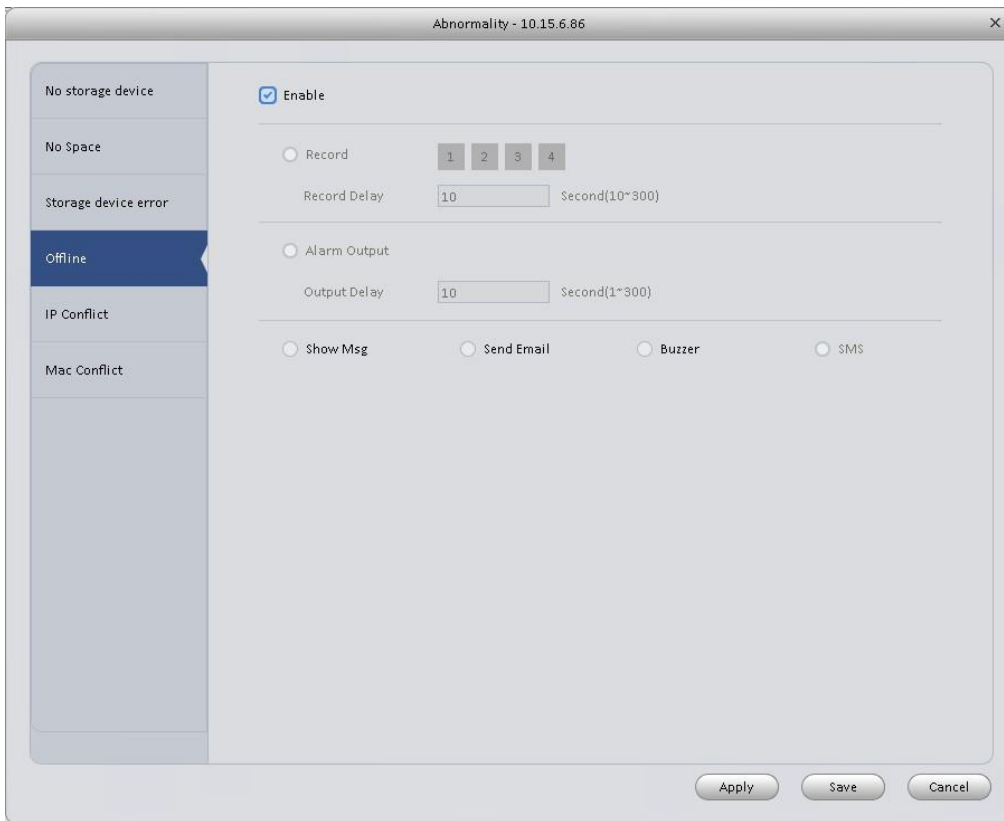 Abnormality - 10.15.6.86
No storage device
No Space
Storage device error
Offline
IP Conflict
Mac Conflict
Enable
Record 1 2 3 4
Record Delay 10 Second(10~300)
Alarm Output
Output Delay 10 Second(1~300)
Show Msg Send Email Buzzer SMS
Apply Save Cancel